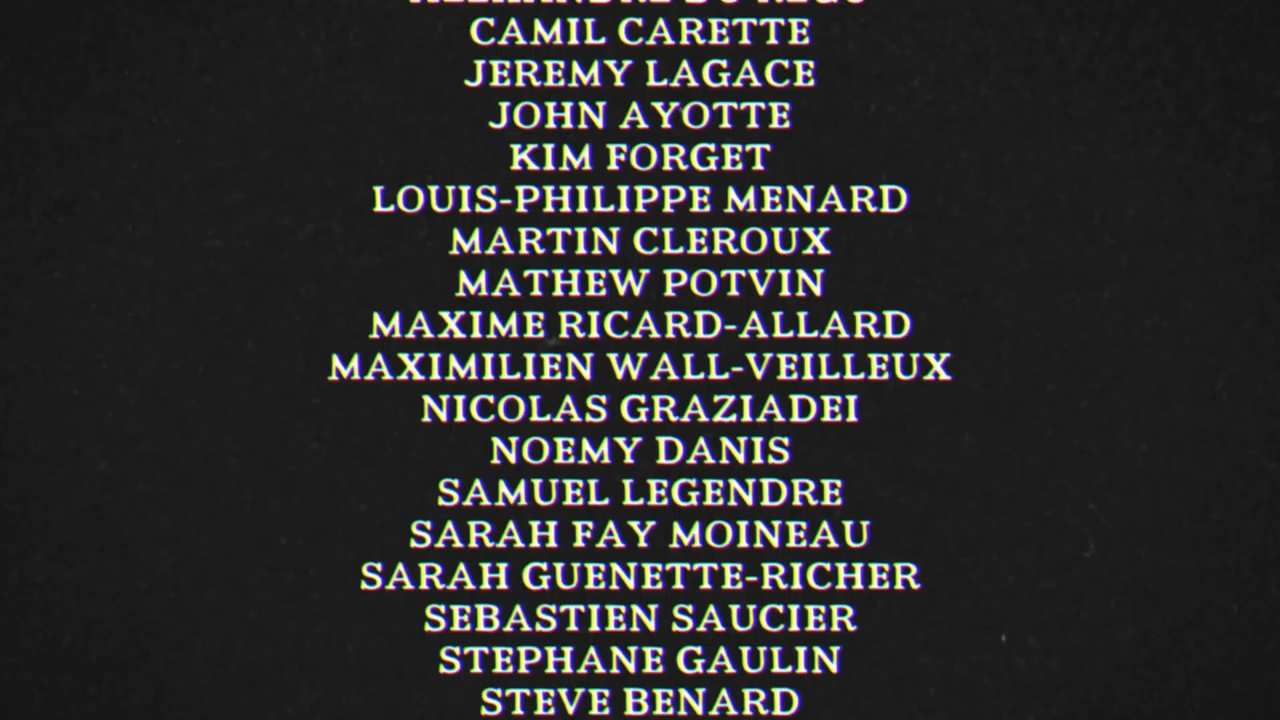 CAMIL CARETTE
JEREMY LAGACE
JOHN AYOTTE
KIM FORGET
LOUIS-PHILIPPE MENARD
MARTIN CLEROUX
MATHEW POTVIN
MAXIME RICARD-ALLARD
MAXIMILIEN WALL-VEILLEUX
NICOLAS GRAZIADEI
NOEMY DANIS
SAMUEL LEGENDRE
SARAH FAY MOINEAU
SARAH GUENETTE-RICHER
SEBASTIEN SAUCIER
STEPHANE GAULIN
STEVE BENARD